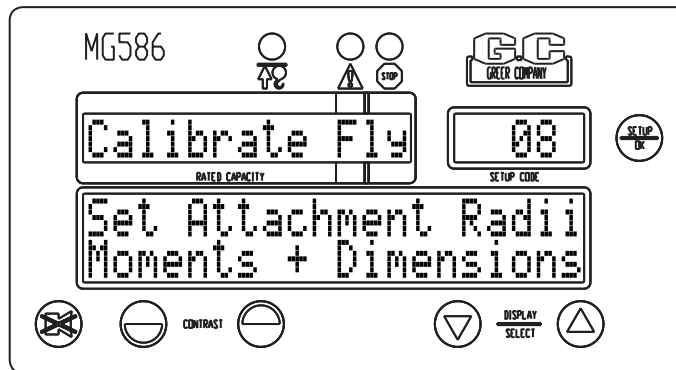 MG586
STOP
G.C
GREER COMPANY
Calibrate Fly
08
SETUP
OK
RATED CAPACITY
SETUP CODE
Set Attachment Radii
Moments + Dimensions
CONTRAST
DISPLAY
SELECT